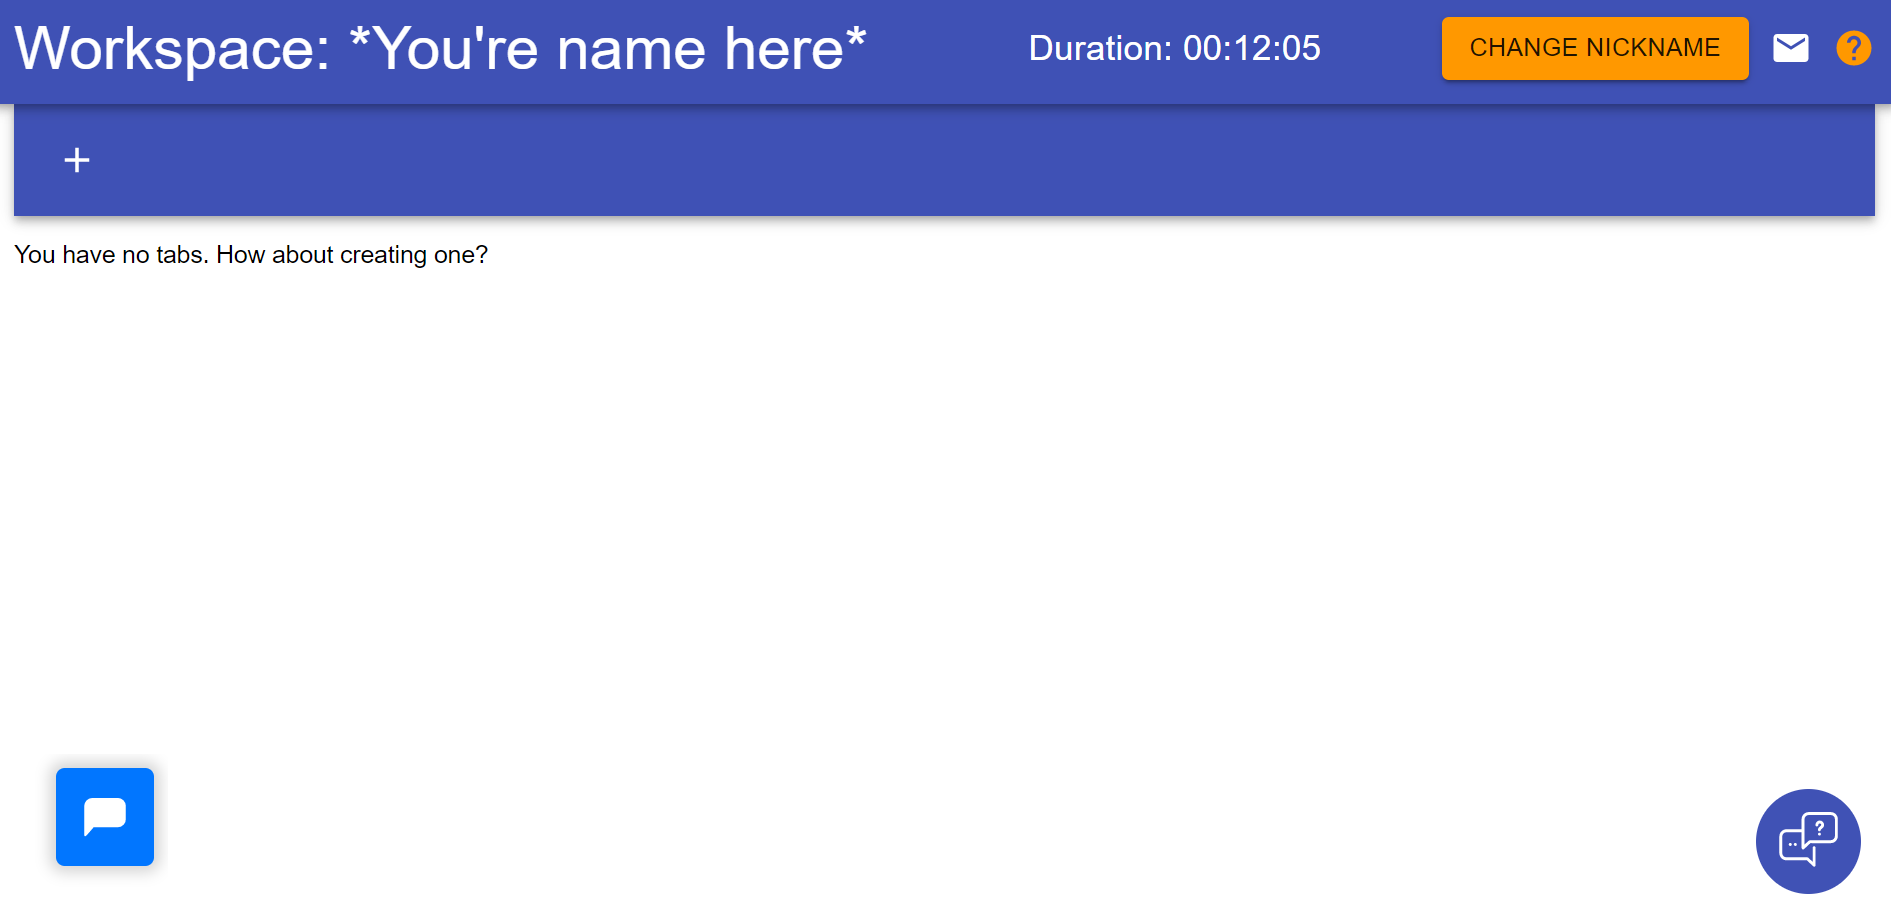 Workspace: *You're name here*
Duration: 00:12:05
CHANGE NICKNAME
?
+
You have no tabs. How about creating one?
?